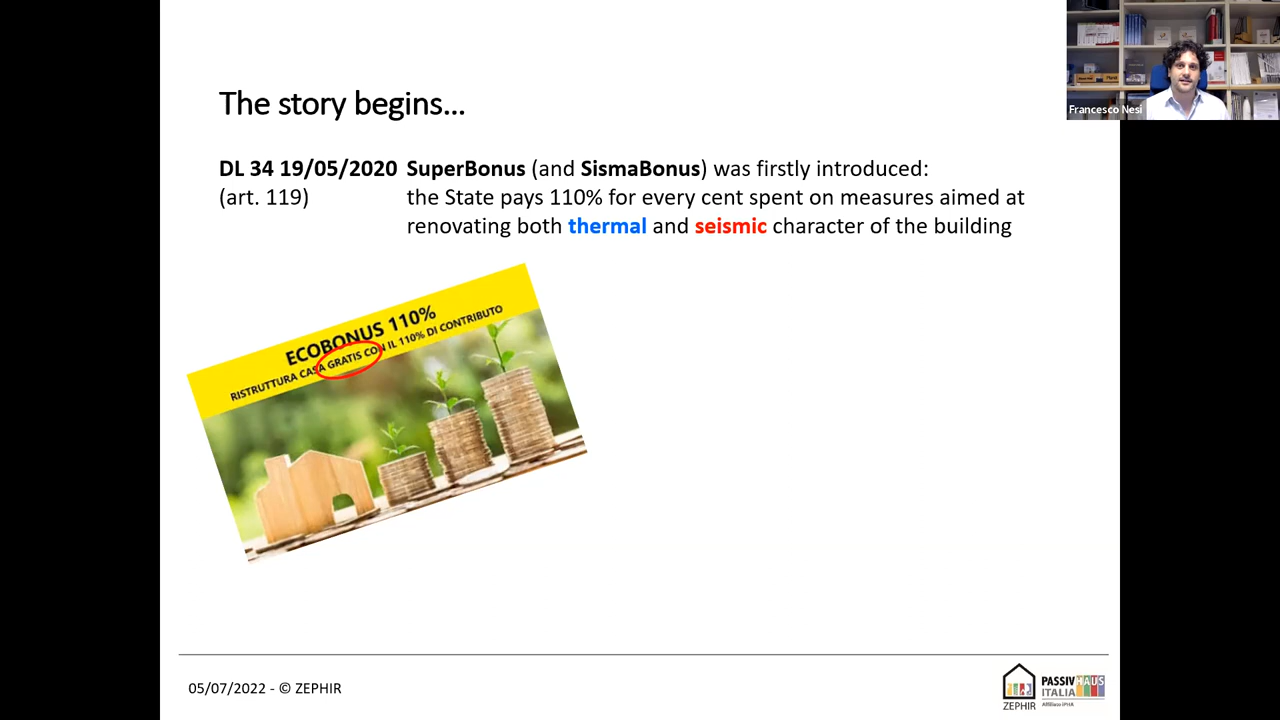 The story begins...
DL 34 19/05/2020 SuperBonus (and SismaBonus) was firstly introduced:
(art. 119) the State pays 110% for every cent spent on measures aimed at
renovating both thermal and seismic character of the building
ECOBONUS 110%
RISTRUTTURA CASA GRATIS CON IL 110% DI CONTRIBUTO
05/07/2022 - © ZEPHIR
ZEPHIR
PASSIVHAUS
ITALIA
Affiliato iPHA
Francesco Nesi